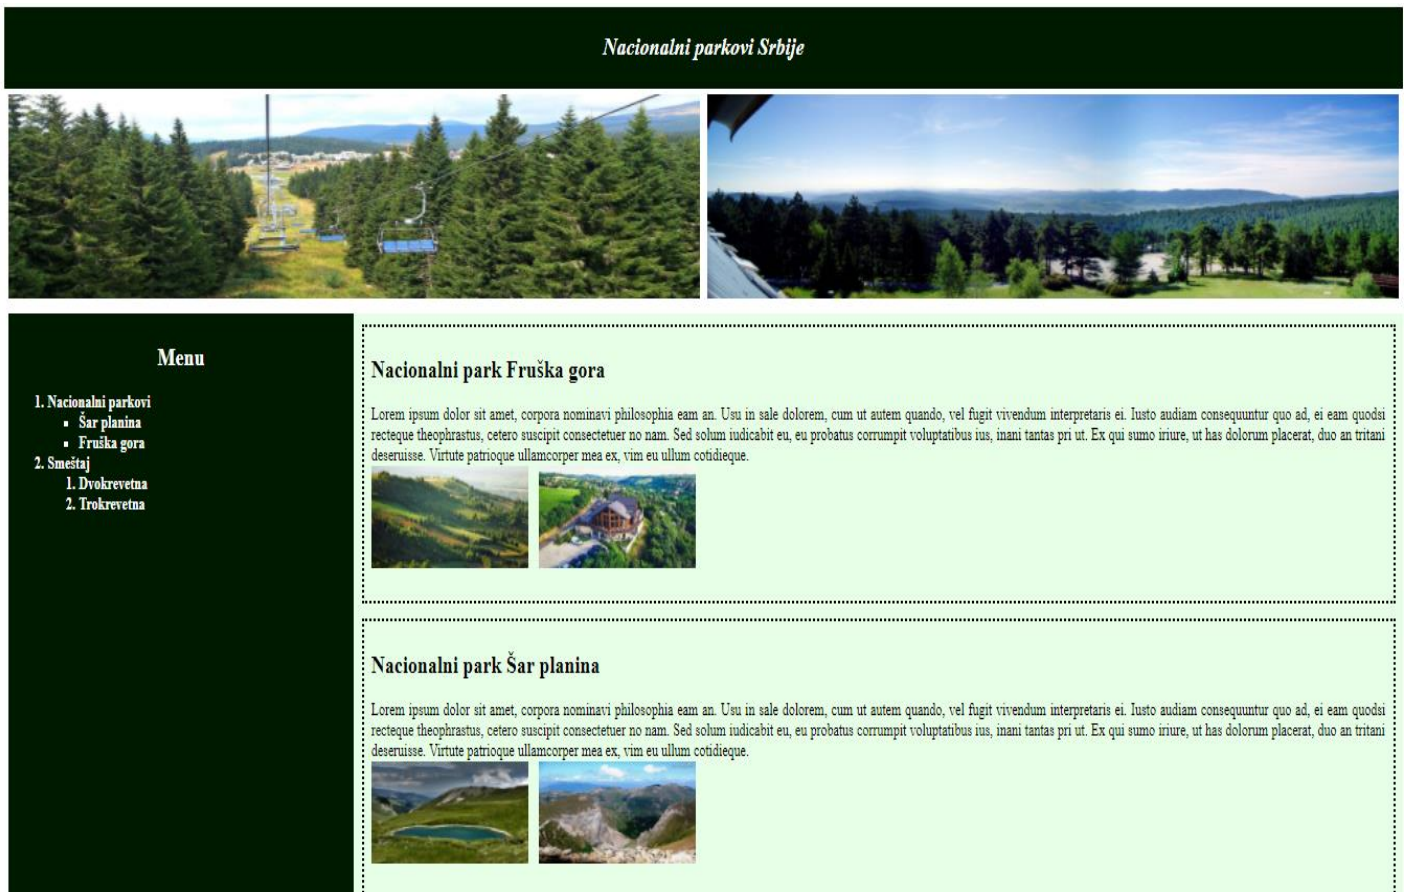 Nacionalni parkovi Srbije
Menu
1. Nacionalni parkovi
▪ Šar planina
▪ Fruška gora
2. Smeštaj
1. Dvokrevetna
2. Trokrevetna
Nacionalni park Fruška gora
Lorem ipsum dolor sit amet, corpora nominavi philosophia eam an. Usu in sale dolorem, cum ut autem quando, vel fugit vivendum interpretaris ei. Iusto audiam consequuntur quo ad, ei eam quodsi
recteque theophrastus, cetero suscipit consectetuer no nam. Sed solum iudicabit eu, eu probatus corrumpit voluptatibus ius, inani tantas pri ut. Ex qui sumo iriure, ut has dolorum placerat, duo an tritani
deseruisse. Virtute patrioque ullamcorper mea ex, vim eu ullum cotidieque.
Nacionalni park Šar planina
Lorem ipsum dolor sit amet, corpora nominavi philosophia eam an. Usu in sale dolorem, cum ut autem quando, vel fugit vivendum interpretaris ei. Iusto audiam consequuntur quo ad, ei eam quodsi
recteque theophrastus, cetero suscipit consectetuer no nam. Sed solum iudicabit eu, eu probatus corrumpit voluptatibus ius, inani tantas pri ut. Ex qui sumo iriure, ut has dolorum placerat, duo an tritani
deseruisse. Virtute patrioque ullamcorper mea ex, vim eu ullum cotidieque.